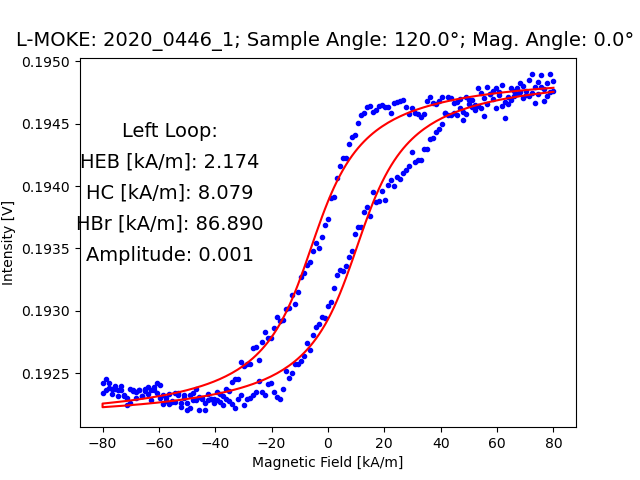 L-MOKE: 2020_0446_1; Sample Angle: 120.0°; Mag. Angle: 0.0°
0.1950
0.1945
0.1940
0.1935
0.1930
0.1925
Intensity [V]
Left Loop:
HEB [kA/m]: 2.174
HC [kA/m]: 8.079
HBr [kA/m]: 86.890
Amplitude: 0.001
−80 −60 −40 −20 0 20 40 60 80
Magnetic Field [kA/m]